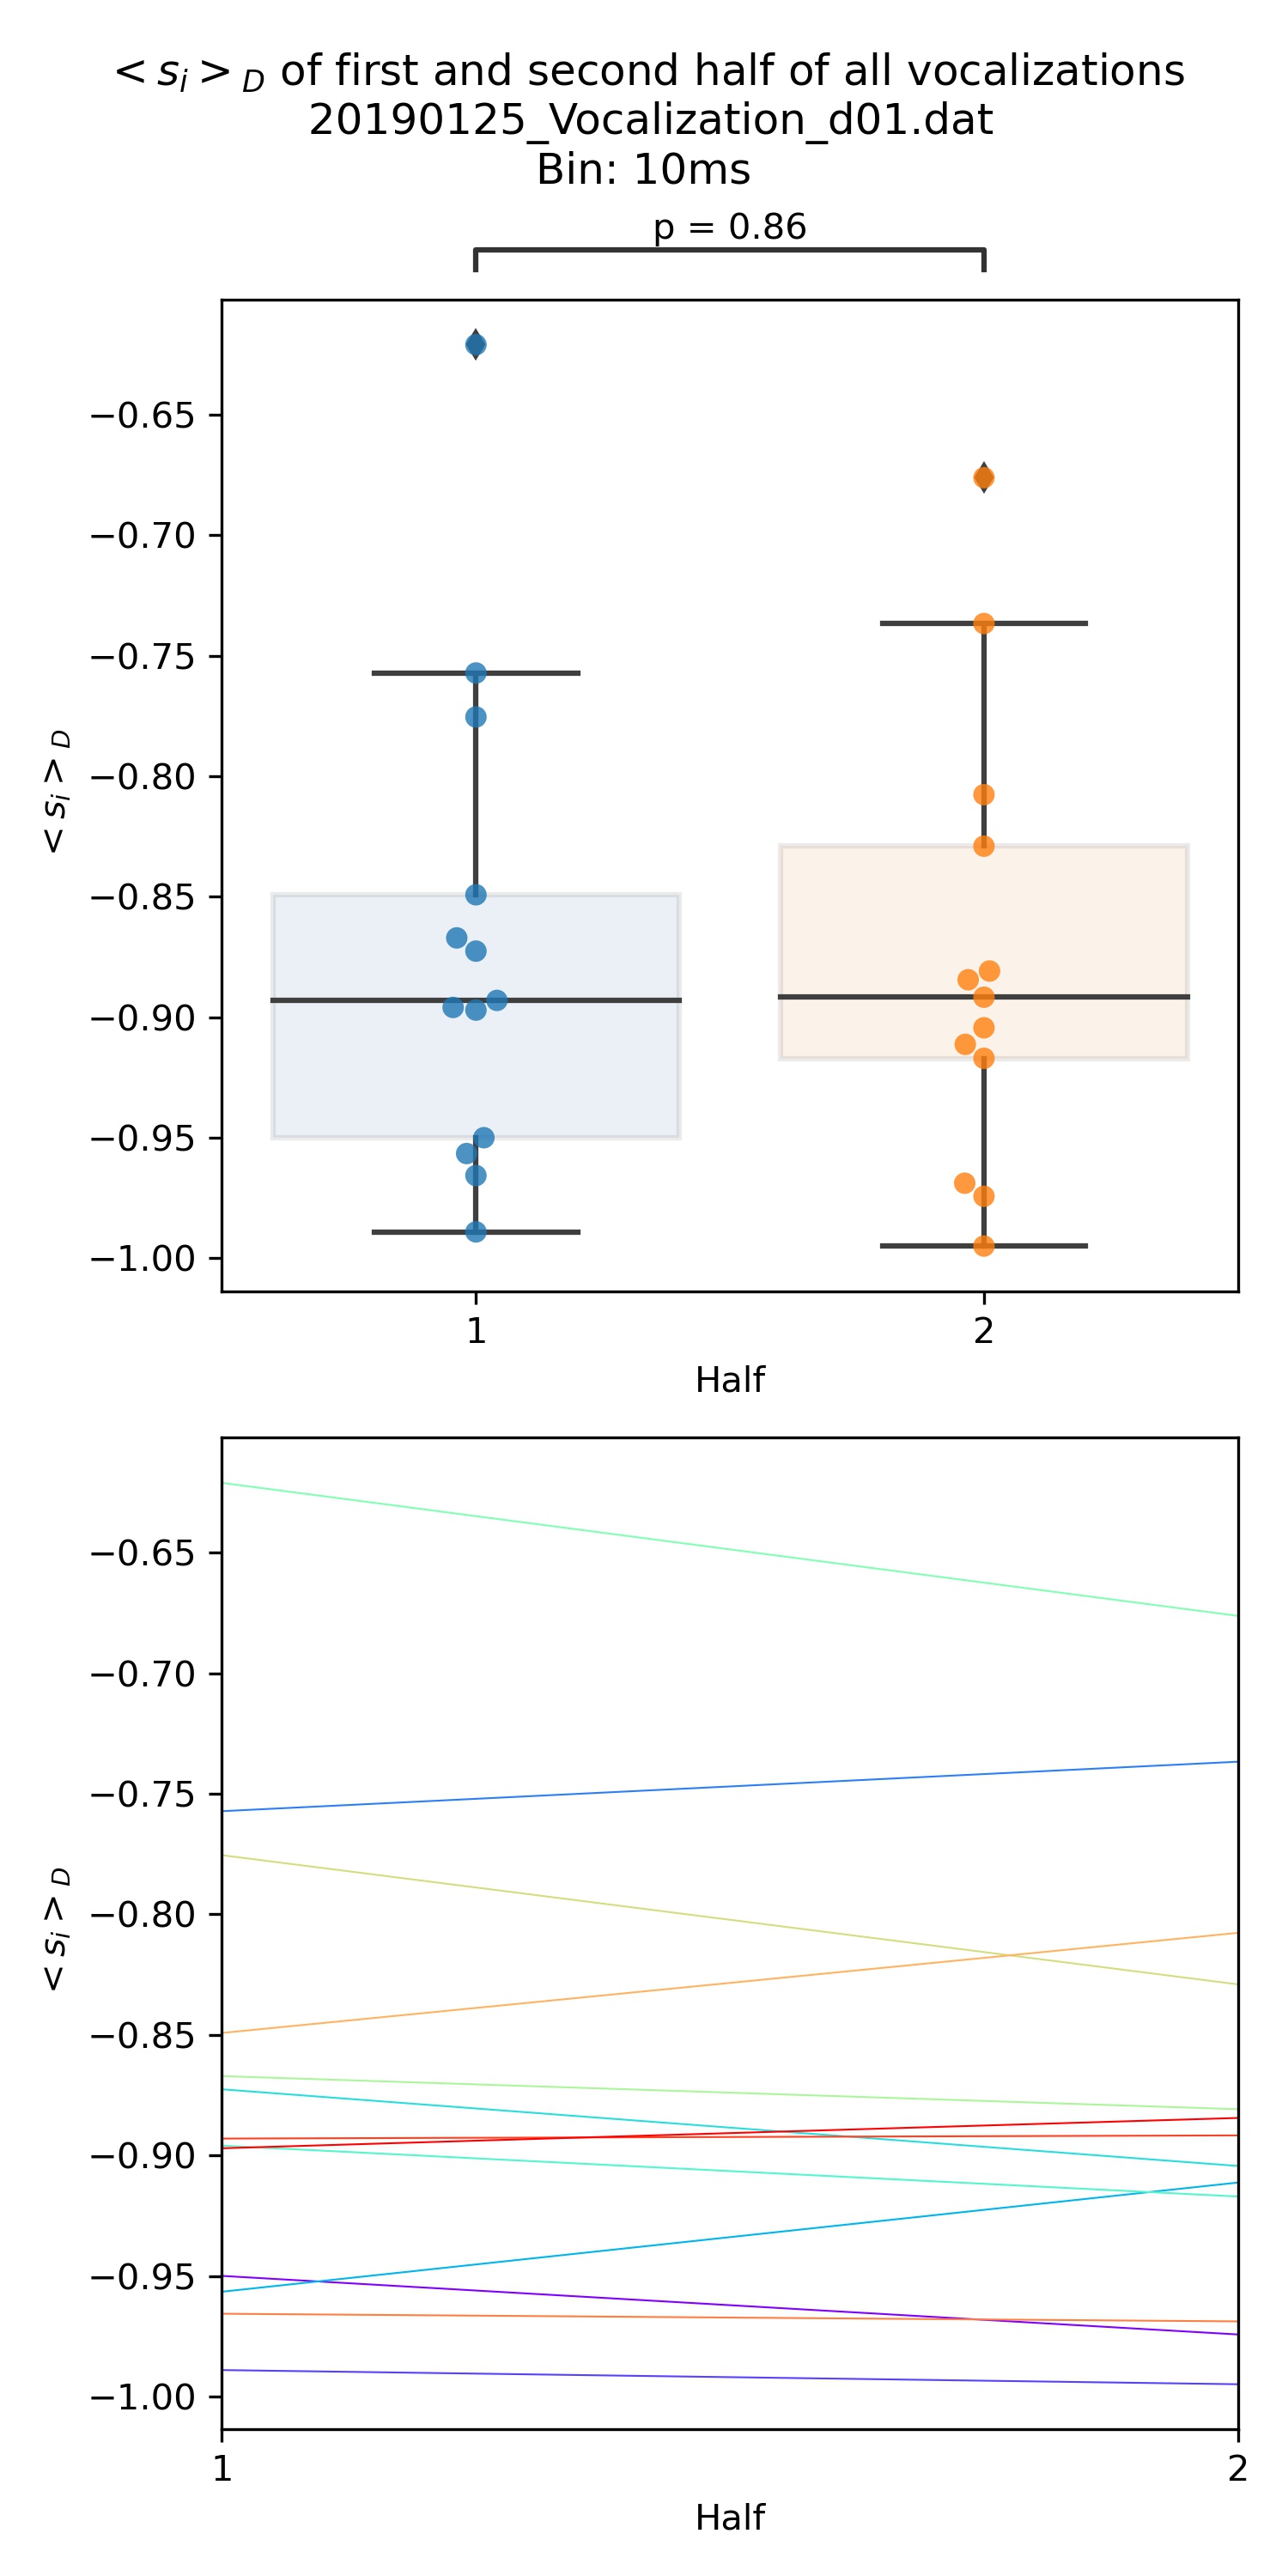 < s_i >_D of first and second half of all vocalizations
20190125_Vocalization_d01.dat
Bin: 10ms
p = 0.86
−0.65
−0.70
−0.75
−0.80
−0.85
−0.90
−0.95
−1.00
< s_i >_D
1 2
Half
−0.65
−0.70
−0.75
−0.80
−0.85
−0.90
−0.95
−1.00
< s_i >_D
1 2
Half